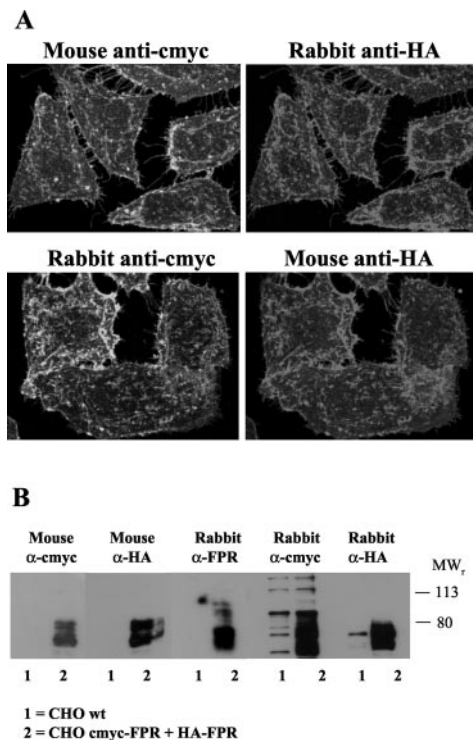 A
Mouse anti-cmyc Rabbit anti-HA
Rabbit anti-cmyc Mouse anti-HA
B
Mouse Mouse Rabbit Rabbit Rabbit
α-cmyc α-HA α-FPR α-cmyc α-HA
MWr
113
80
1 2 1 2 1 2 1 2 1 2
1 = CHO wt
2 = CHO cmyc-FPR + HA-FPR